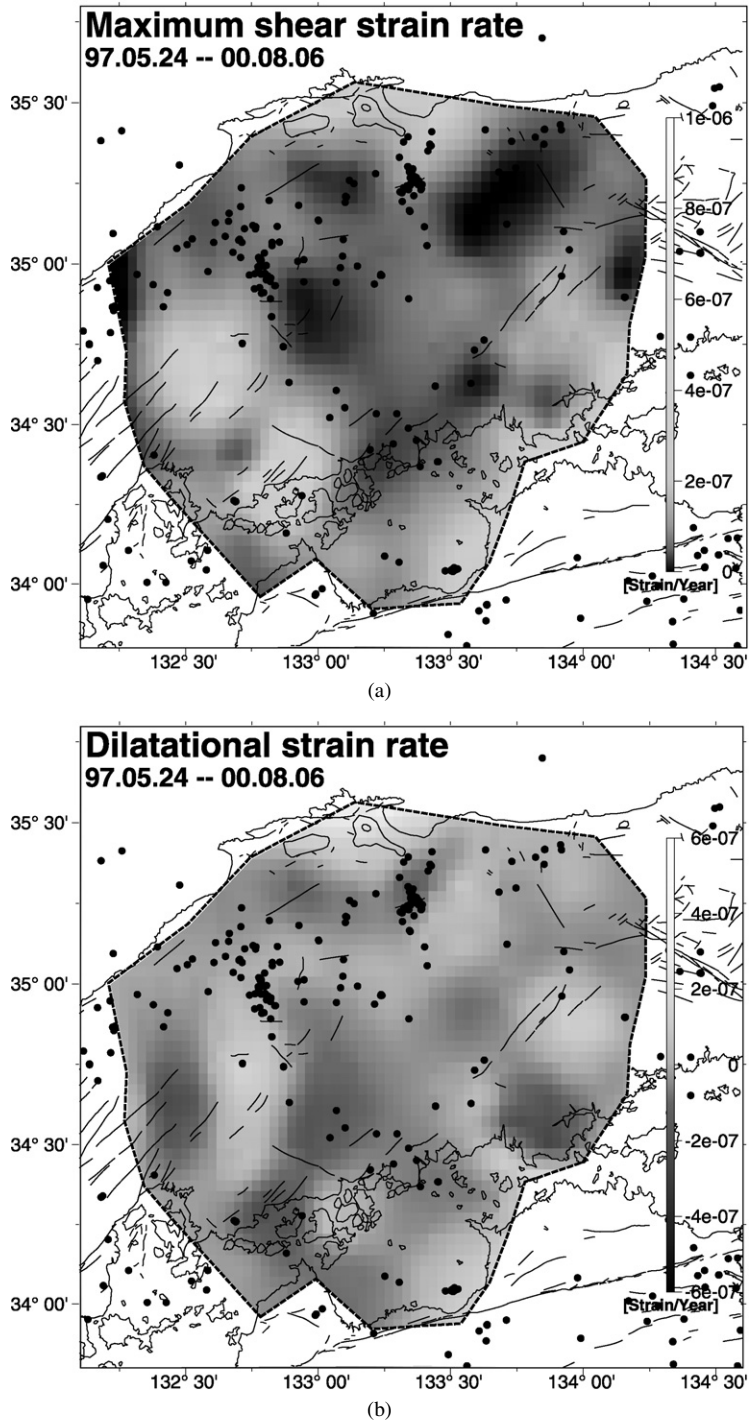 Maximum shear strain rate
97.05.24 -- 00.08.06
35° 30'
35° 00'
34° 30'
34° 00'
1e-06
8e-07
6e-07
4e-07
2e-07
0
[Strain/Year]
132° 30' 133° 00' 133° 30' 134° 00' 134° 30'
(a)
Dilatational strain rate
97.05.24 -- 00.08.06
35° 30'
35° 00'
34° 30'
34° 00'
6e-07
4e-07
2e-07
0
-2e-07
-4e-07
-6e-07
[Strain/Year]
132° 30' 133° 00' 133° 30' 134° 00' 134° 30'
(b)